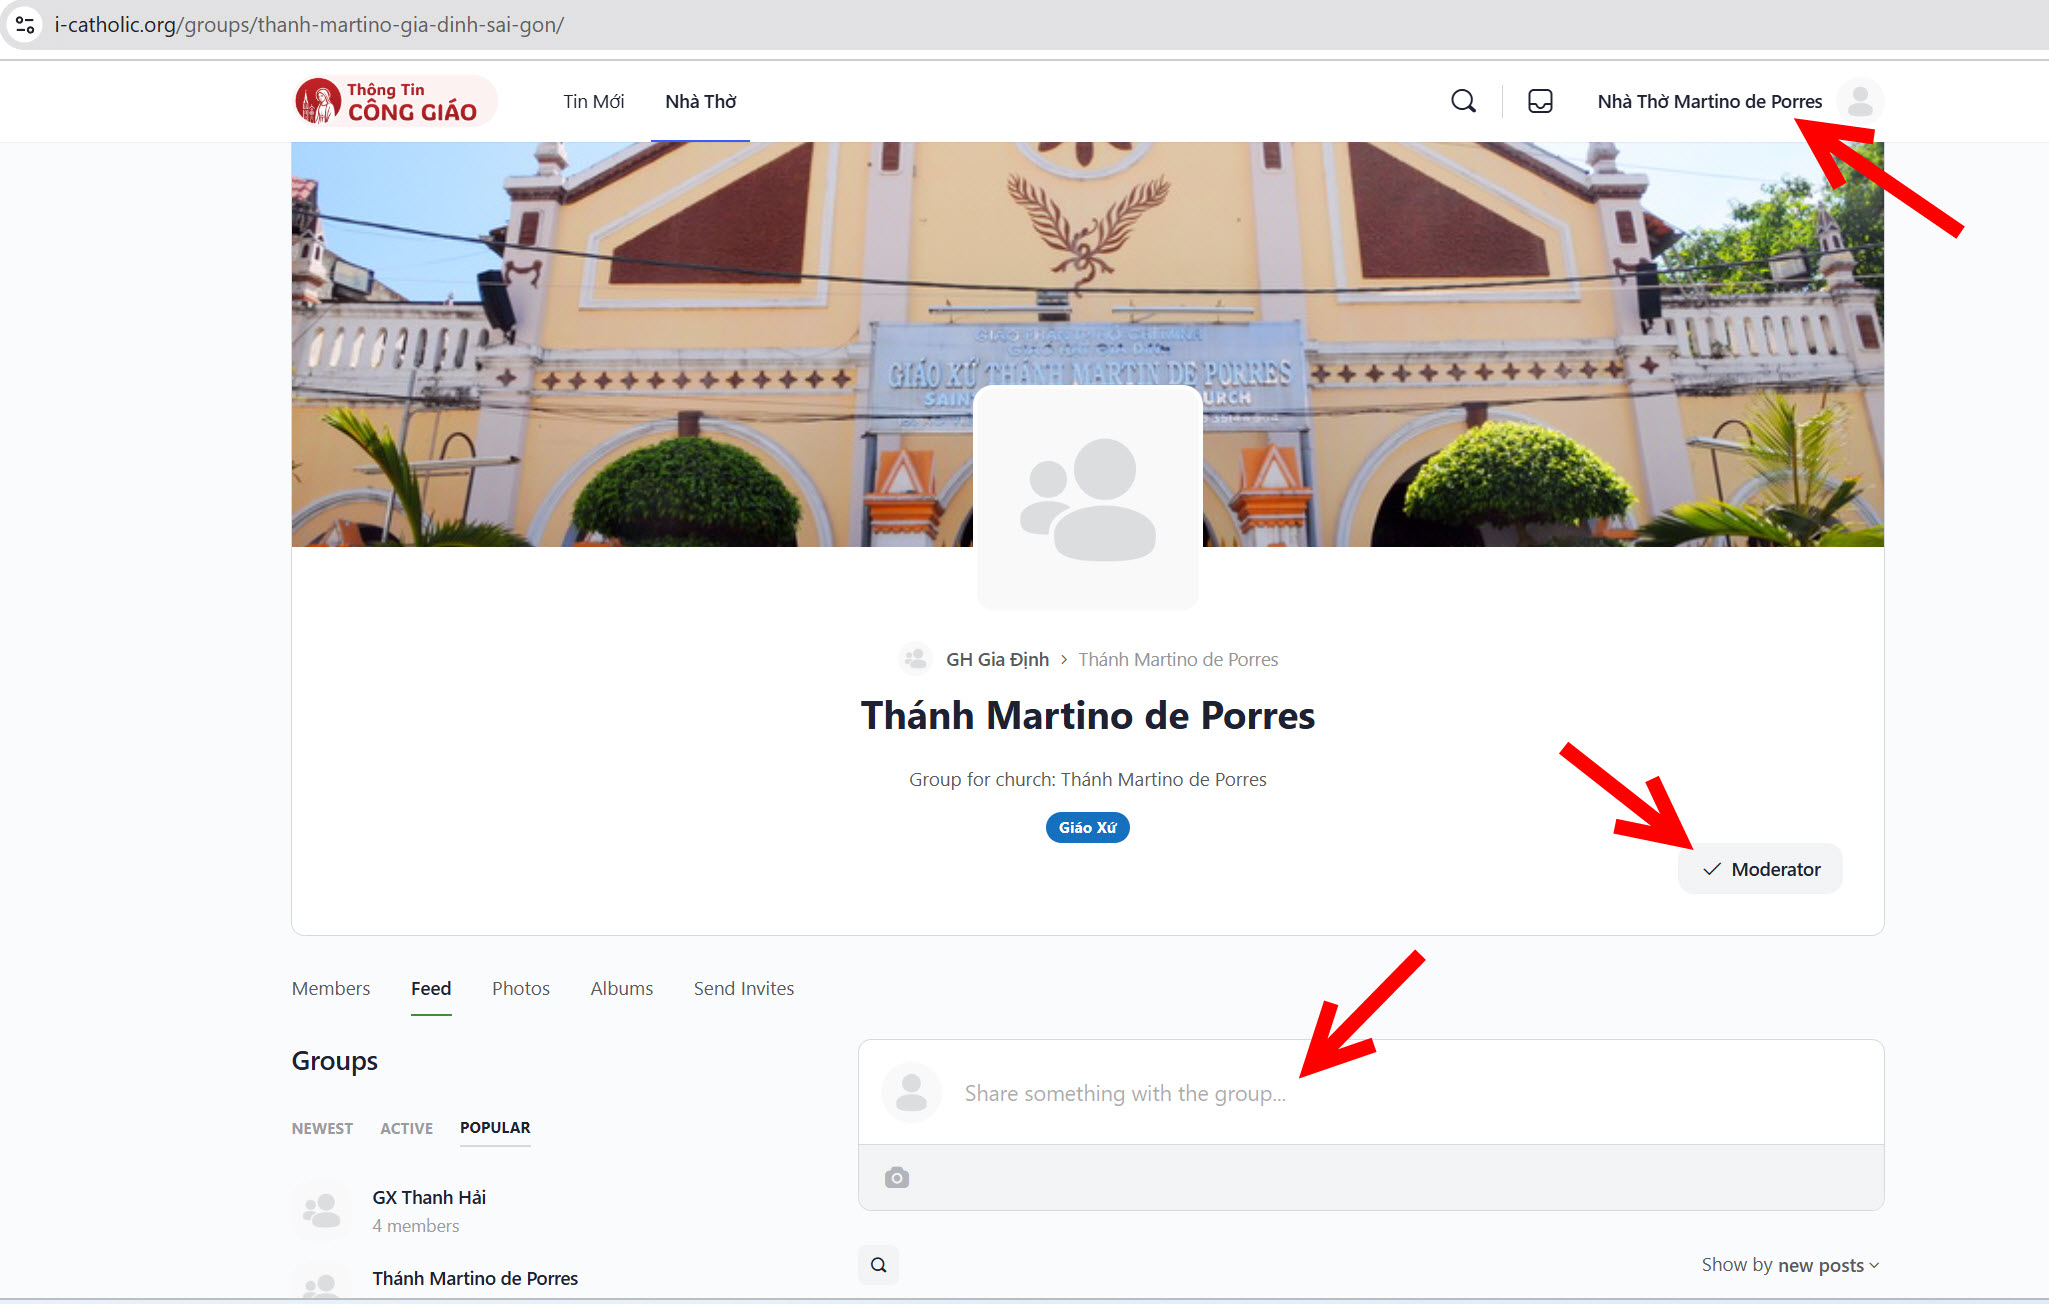 i-catholic.org/groups/thanh-martino-gia-dinh-sai-gon/
Thông Tin
CÔNG GIÁO
Tin Mới
Nhà Thờ
Nhà Thờ Martino de Porres
GIÁO XỨ THÁNH MARTIN DE PORRES
GH Gia Định > Thánh Martino de Porres
Thánh Martino de Porres
Group for church: Thánh Martino de Porres
Giáo Xứ
Moderator
Members
Feed
Photos
Albums
Send Invites
Groups
NEWEST
ACTIVE
POPULAR
GX Thanh Hải
4 members
Thánh Martino de Porres
Share something with the group...
Show by new posts